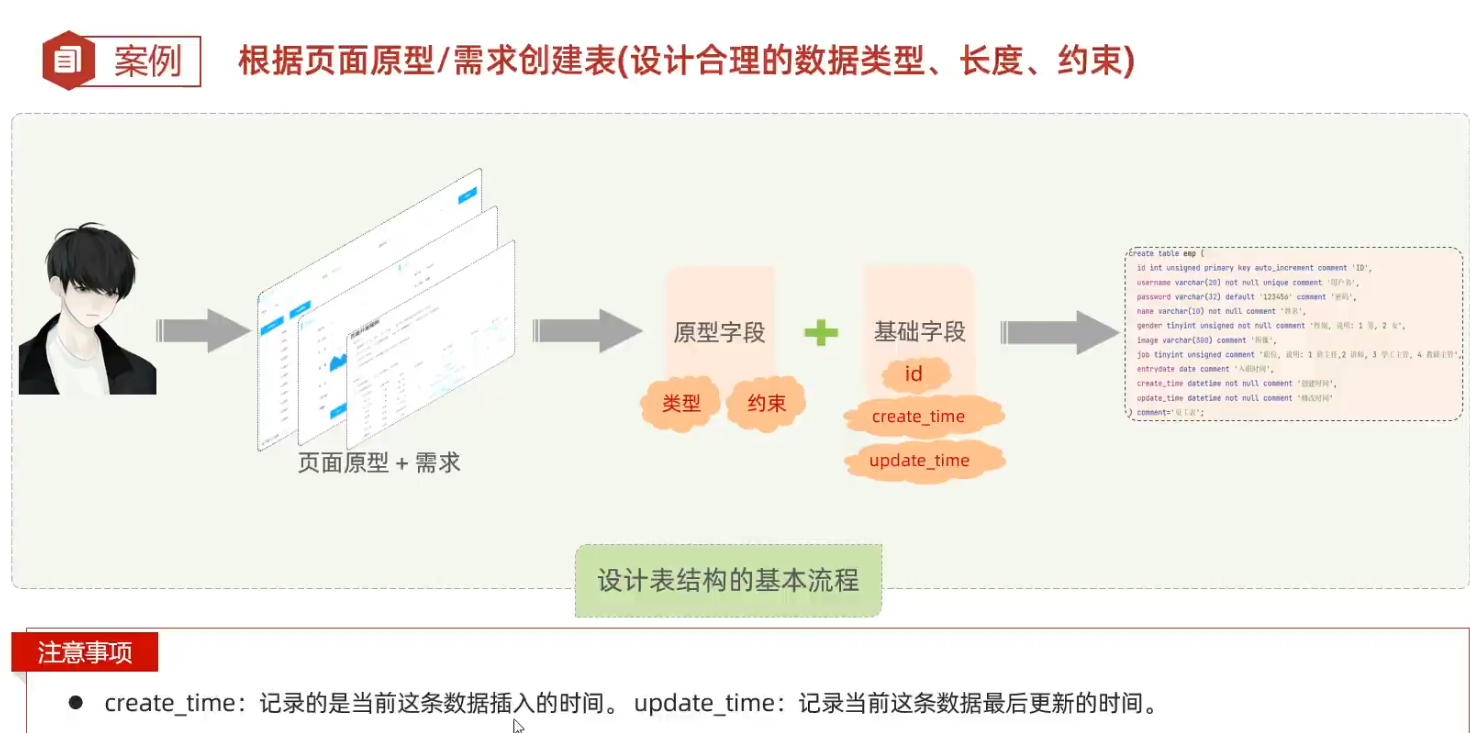 案例
根据页面原型/需求创建表(设计合理的数据类型、长度、约束)
页面原型 + 需求
原型字段
类型
约束
基础字段
id
create_time
update_time
create table emp (
id int unsigned primary key auto_increment comment 'ID',
username varchar(20) not null unique comment '用户名',
password varchar(32) default '123456' comment '密码',
name varchar(10) not null comment '姓名',
gender tinyint unsigned not null comment '性别, 说明: 1 男, 2 女',
image varchar(300) comment '图像',
job tinyint unsigned comment '职位, 说明: 1 班主任,2 讲师, 3 学工主管, 4 教研主管',
entrydate date comment '入职时间',
create_time datetime not null comment '创建时间',
update_time datetime not null comment '修改时间'
) comment='员工表';
设计表结构的基本流程
注意事项
● create_time：记录的是当前这条数据插入的时间。 update_time：记录当前这条数据最后更新的时间。